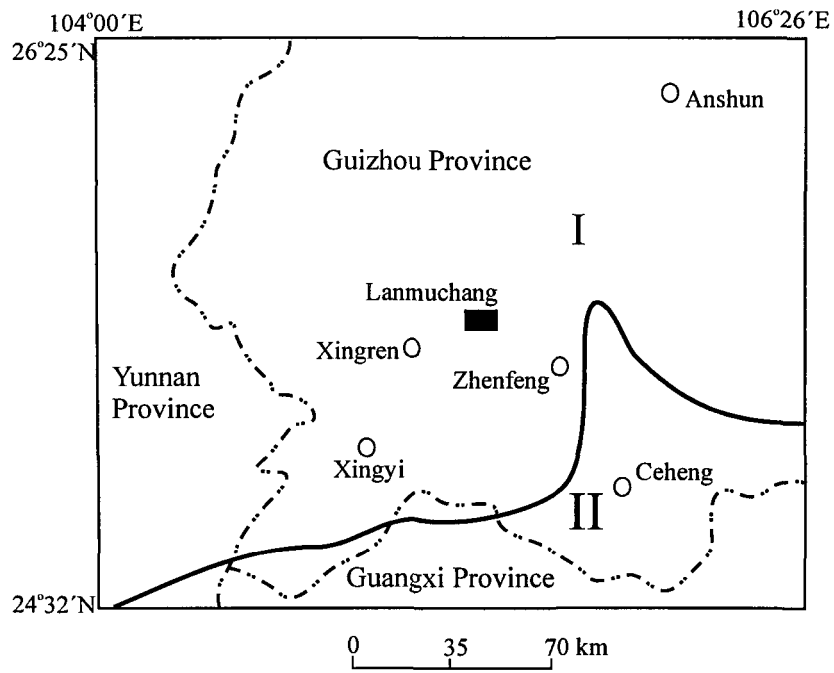 104°00´E
106°26´E
26°25´N
Anshun
Guizhou Province
I
Lanmuchang
Xingren
Zhenfeng
Yunnan
Province
Xingyi
Ceheng
II
Guangxi Province
24°32´N
0 35 70 km